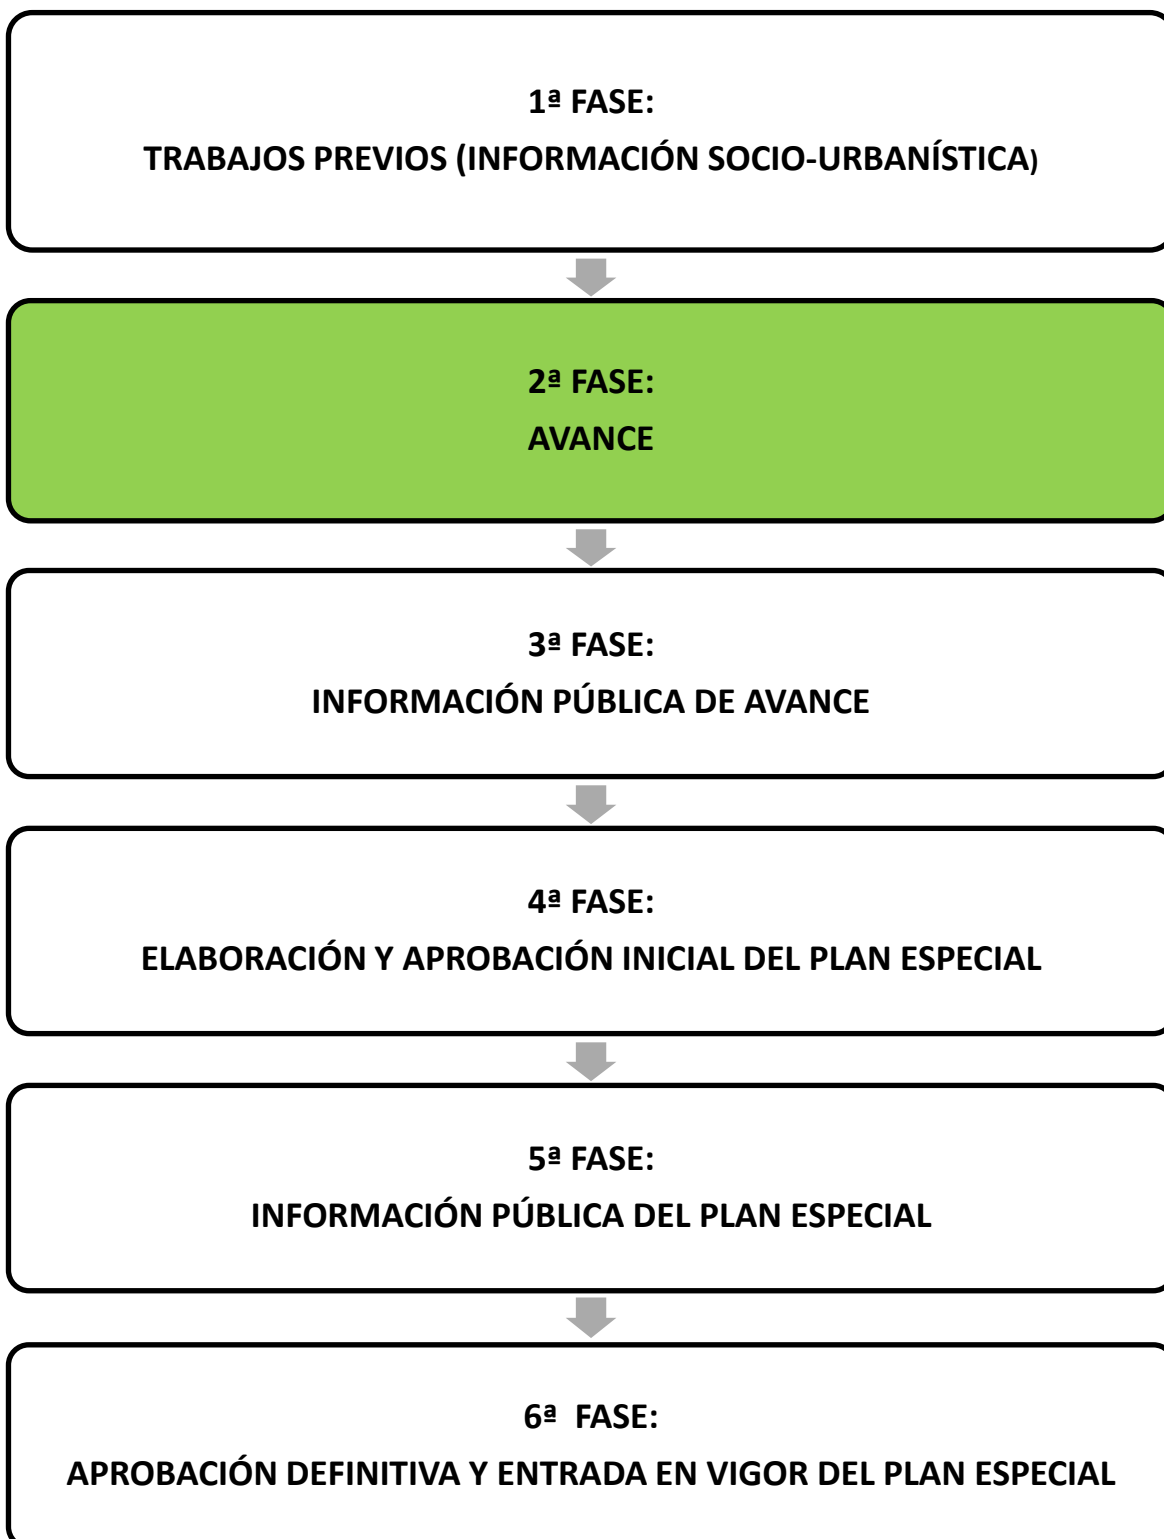 1ª FASE:
TRABAJOS PREVIOS (INFORMACIÓN SOCIO-URBANÍSTICA)
2ª FASE:
AVANCE
3ª FASE:
INFORMACIÓN PÚBLICA DE AVANCE
4ª FASE:
ELABORACIÓN Y APROBACIÓN INICIAL DEL PLAN ESPECIAL
5ª FASE:
INFORMACIÓN PÚBLICA DEL PLAN ESPECIAL
6ª FASE:
APROBACIÓN DEFINITIVA Y ENTRADA EN VIGOR DEL PLAN ESPECIAL